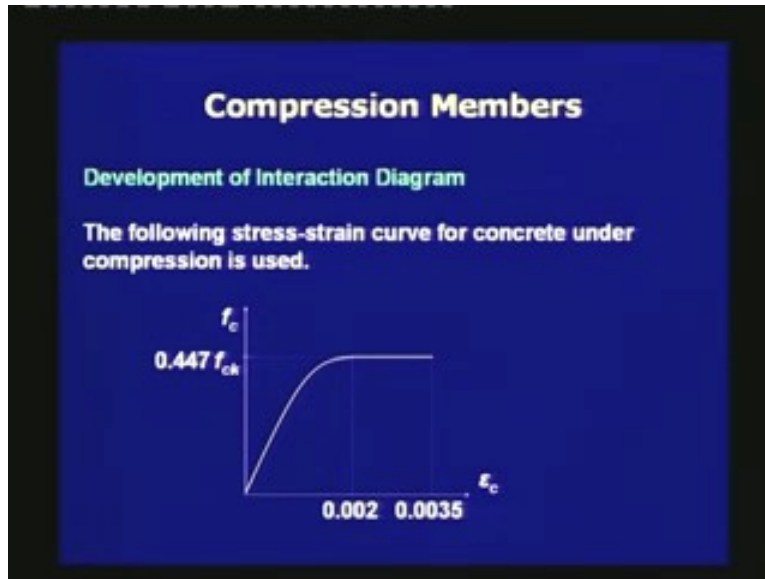 Compression Members
Development of Interaction Diagram
The following stress-strain curve for concrete under
compression is used.
fc
0.447 fck
εc
0.002 0.0035